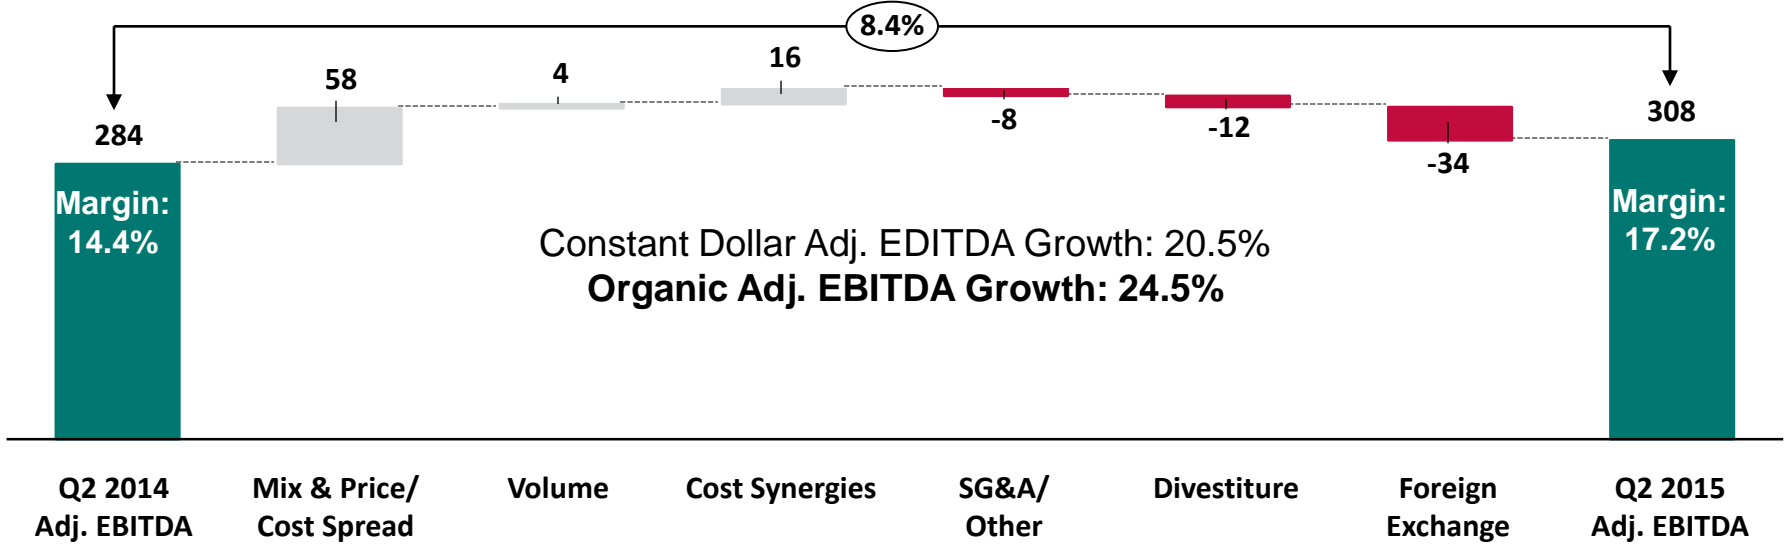 8.4%
284
58
4
16
-8
-12
-34
308
Margin:
14.4%
Margin:
17.2%
Constant Dollar Adj. EDITDA Growth: 20.5%
Organic Adj. EBITDA Growth: 24.5%
Q2 2014
Adj. EBITDA
Mix & Price/
Cost Spread
Volume
Cost Synergies
SG&A/
Other
Divestiture
Foreign
Exchange
Q2 2015
Adj. EBITDA